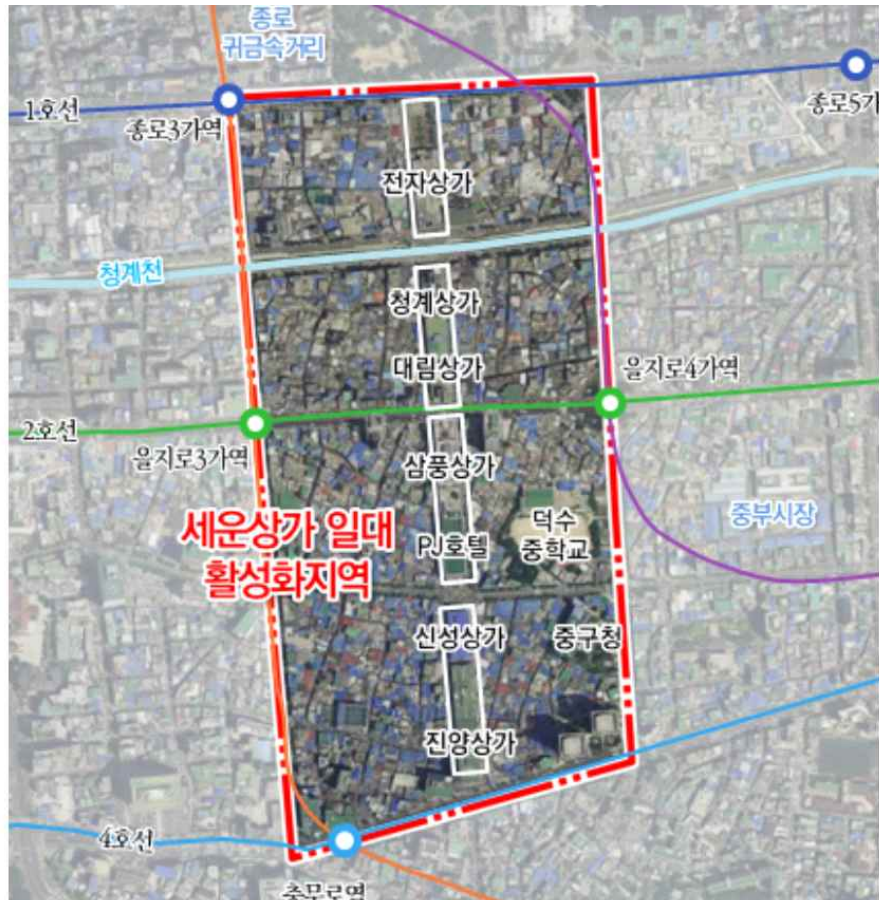 종로
귀금속거리
1호선
종로3가역
종로5가
전자상가
청계천
청계상가
대림상가
을지로4가역
2호선
을지로3가역
삼풍상가
세운상가 일대
활성화지역
PJ호텔
덕수
중학교
중부시장
신성상가
중구청
진양상가
4호선
충무로역